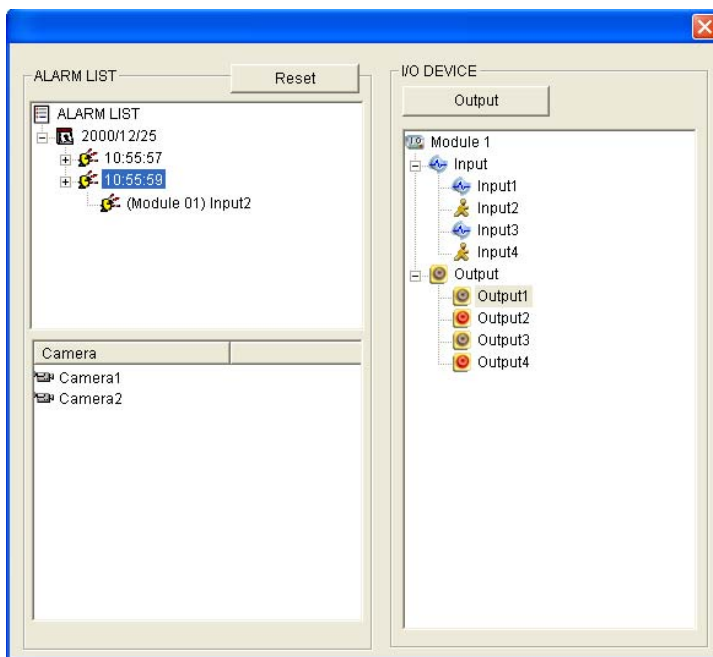 ALARM LIST
Reset
ALARM LIST
2000/12/25
10:55:57
10:55:59
(Module 01) Input2
Camera
Camera1
Camera2
I/O DEVICE
Output
Module 1
Input
Input1
Input2
Input3
Input4
Output
Output1
Output2
Output3
Output4